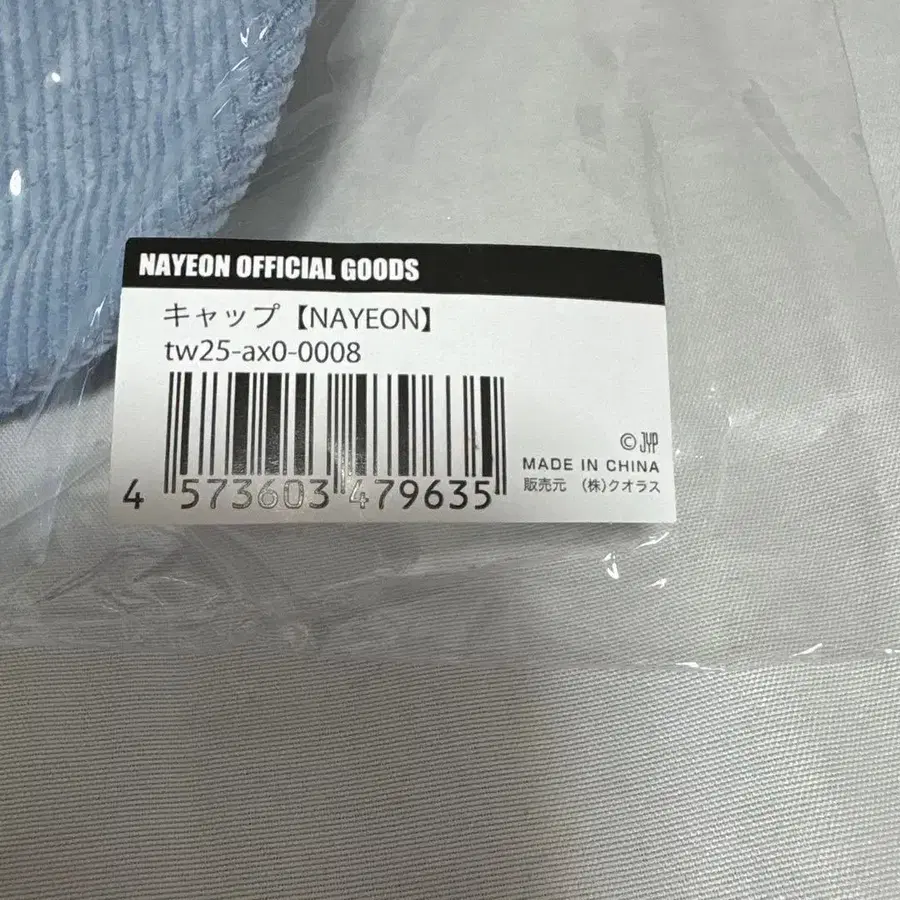 NAYEON OFFICIAL GOODS
キャップ【NAYEON】
tw25-ax0-0008
4 573603 479635
© JYP
MADE IN CHINA
販売元 (株)クオラス